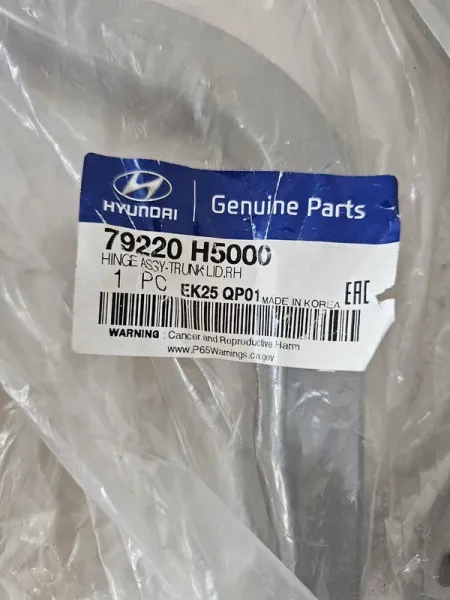 HYUNDAI
Genuine Parts
79220 H5000
HINGE ASSY-TRUNK LID,RH
1 PC EK25 QP01 MADE IN KOREA EAC
WARNING : Cancer and Reproductive Harm
www.P65Warnings.ca.gov